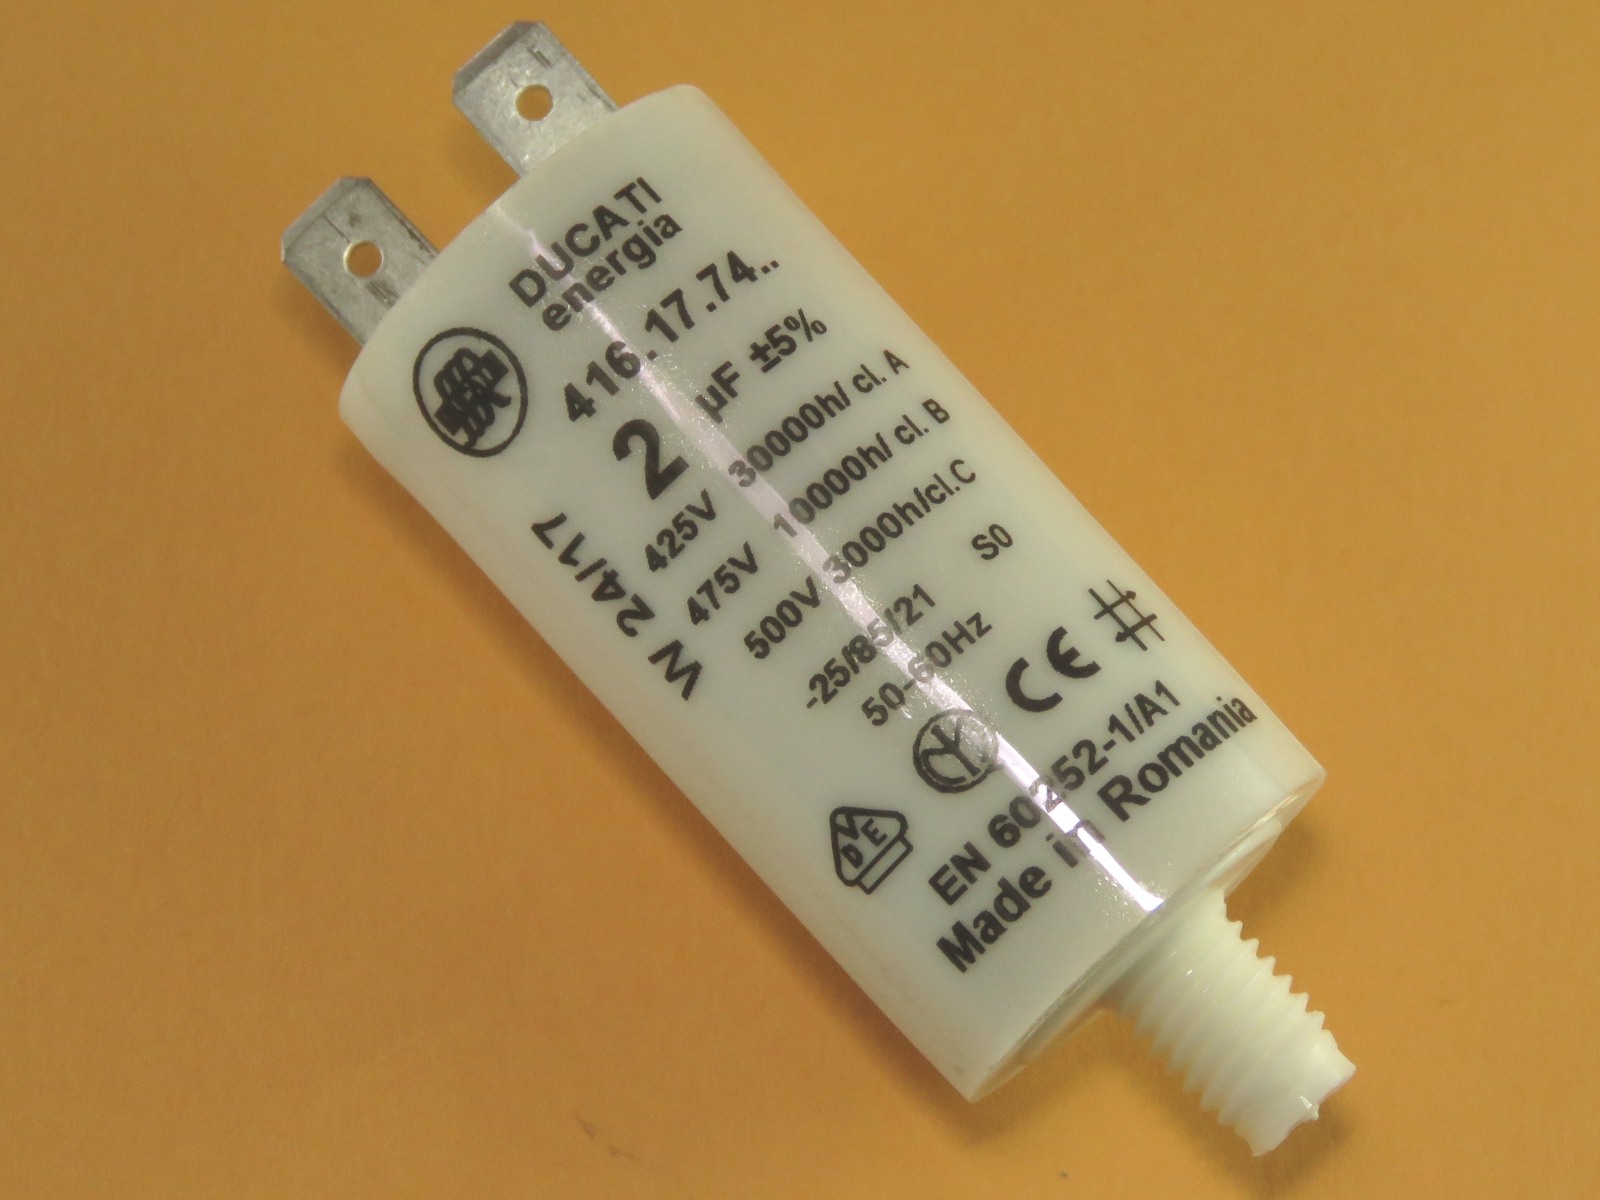 DUCATI
energia
416.17.74..
2 µF ±5%
425V 30000h/ cl. A
475V 10000h/ cl. B
500V 3000h/cl.C
-25/85/21 S0
50-60Hz
CE
VDE
EN 60252-1/A1
Made in Romania
W 24/17